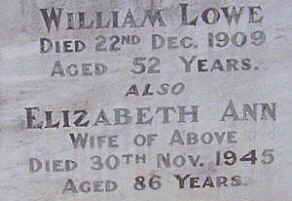 WILLIAM LOWE
DIED 22ND DEC. 1909
AGED 52 YEARS.
ALSO
ELIZABETH ANN
WIFE OF ABOVE
DIED 30TH NOV. 1945
AGED 86 YEARS.